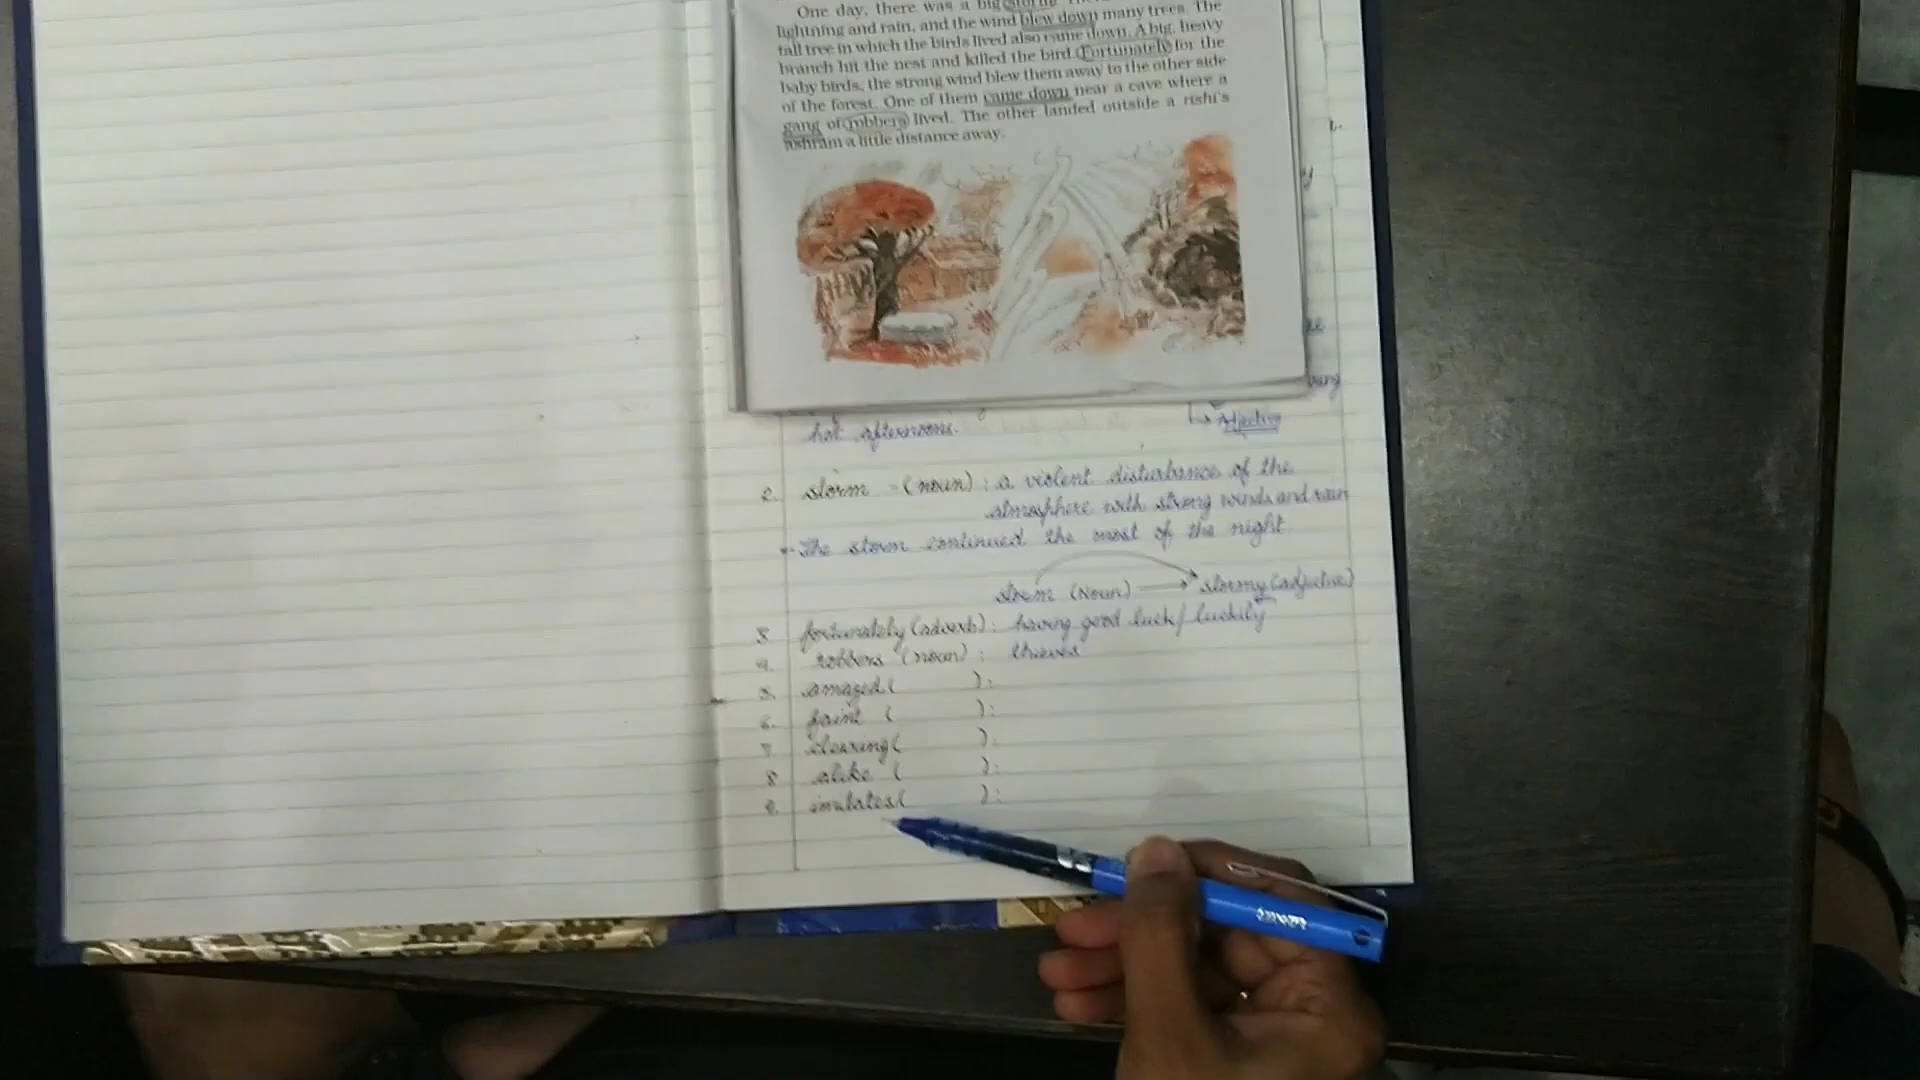 One day, there was a big storm.
lightning and rain, and the wind blew down many trees. The
tall tree in which the birds lived also came down. A big, heavy
branch hit the nest and killed the bird. Fortunately for the
baby birds, the strong wind blew them away to the other side
of the forest. One of them came down near a cave where a
gang of robbers lived. The other landed outside a rishi's
ashram a little distance away.
hot afternoons.
Adjective
2. storm - (noun) : a violent disturbance of the
atmosphere with strong winds and rain
The storm continued the most of the night
storm (Noun) → stormy (adjective)
3 fortunately (adverb) : having good luck / luckily
4. robbers (noun) : thieves
5. amazed ( ) :
6. faint ( ) :
7. clearing ( ) :
8 alike ( ) :
9. imitates ( ) :